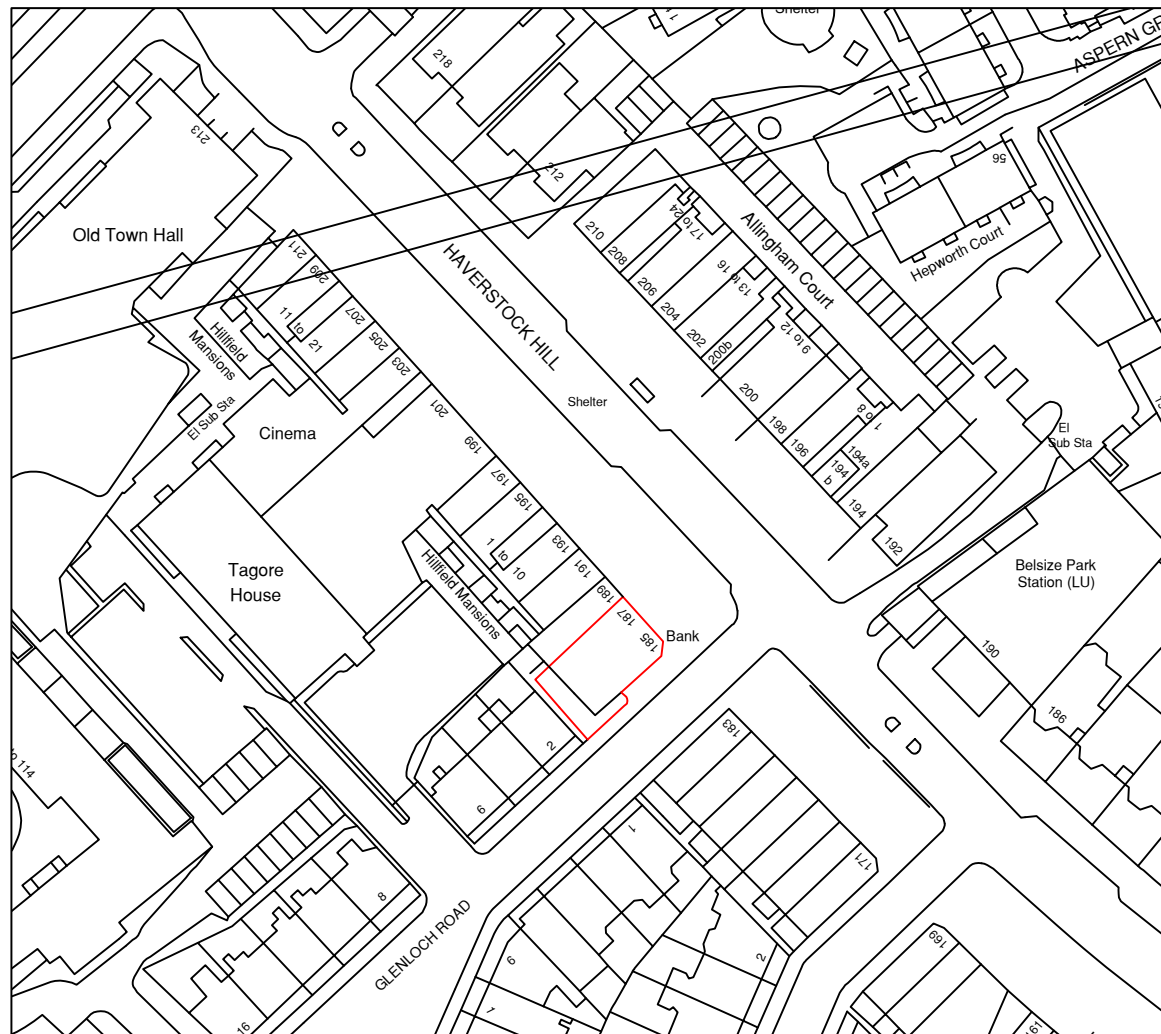 Shelter
ASPERN GR
218
213
212
56
Old Town Hall
HAVERSTOCK HILL
Allingham Court
Hepworth Court
17 to 24
13 to 16
9 to 12
1 to 8
210
208
206
204
202
200b
200
198
196
194a
194
b
194
192
211
209
207
205
203
201
199
197
195
193
191
189
187
185
Bank
11 to
21
Hillfield
Mansions
El Sub Sta
Cinema
Shelter
El
Sub Sta
Tagore
House
1 to
10
Hillfield Mansions
Belsize Park
Station (LU)
190
186
183
171
169
161
2
6
1
8
6
2
1
16
GLENLOCH ROAD